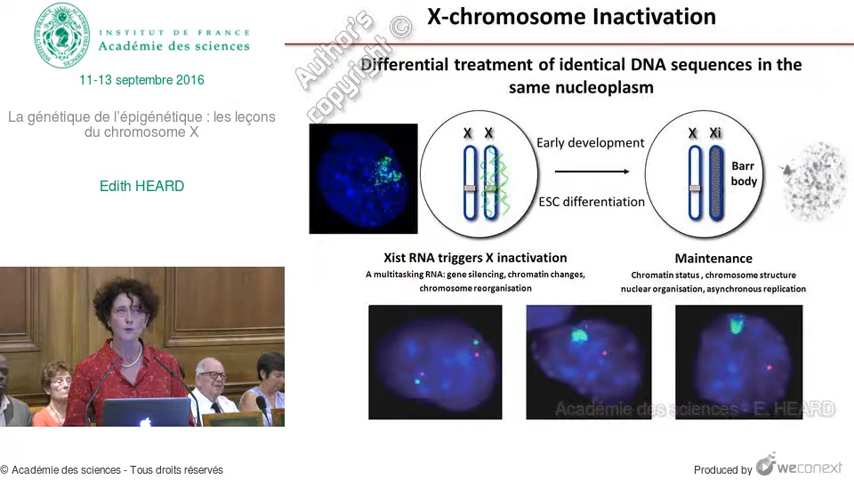 INSTITUT DE FRANCE
Académie des sciences
11-13 septembre 2016
La génétique de l'épigénétique : les leçons
du chromosome X
Edith HEARD
X-chromosome Inactivation
Author's
copyright ©
Differential treatment of identical DNA sequences in the
same nucleoplasm
X X
Early development
ESC differentiation
X Xi
Barr
body
Xist RNA triggers X inactivation
A multitasking RNA: gene silencing, chromatin changes,
chromosome reorganisation
Maintenance
Chromatin status , chromosome structure
nuclear organisation, asynchronous replication
Académie des sciences - E. HEARD
© Académie des sciences - Tous droits réservés
Produced by weconext